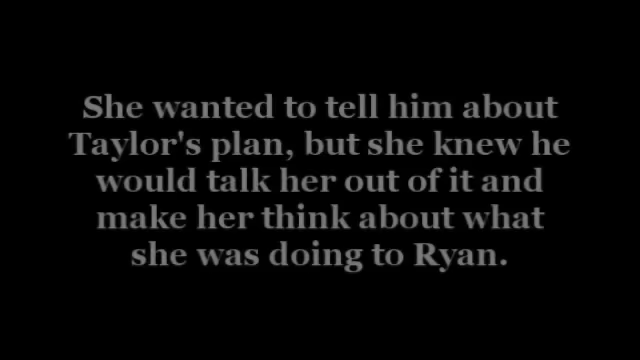 She wanted to tell him about
Taylor's plan, but she knew he
would talk her out of it and
make her think about what
she was doing to Ryan.